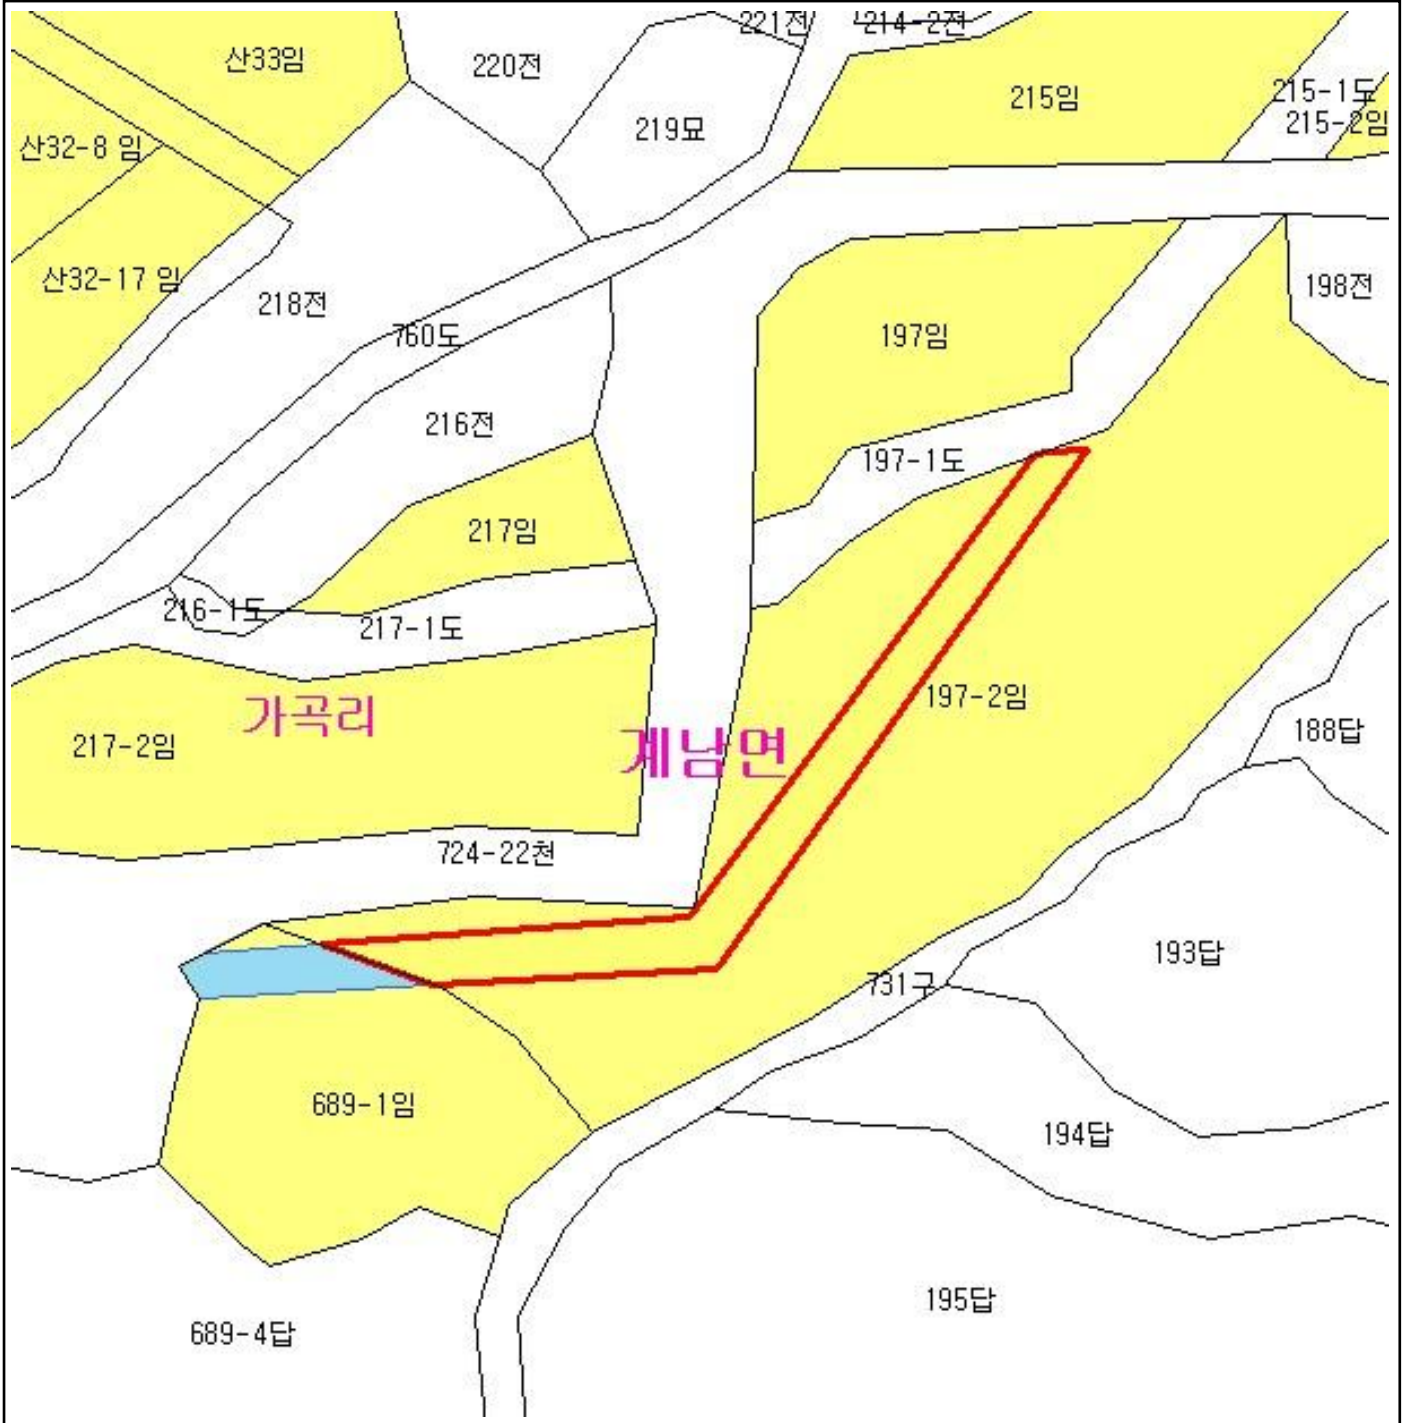 221전
214-2전
산33임
220전
215임
215-1도
219묘
215-2임
산32-8 임
산32-17 임
218전
198전
760도
197임
216전
197-1도
217임
216-1도
217-1도
197-2임
가곡리
188답
217-2임
계남면
724-22천
193답
731구
689-1임
194답
195답
689-4답